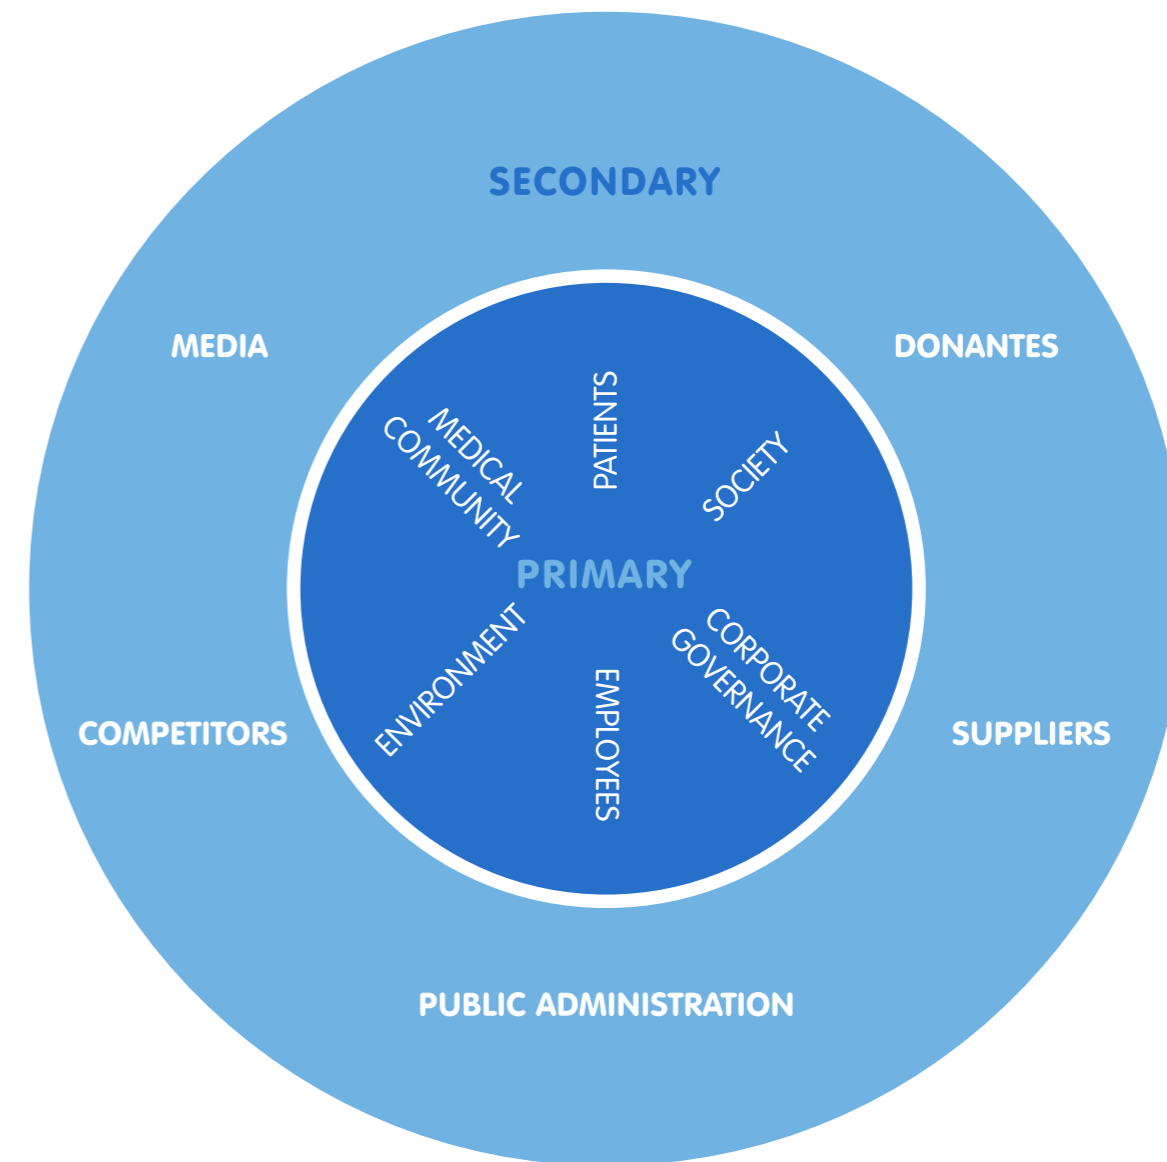 SECONDARY
MEDIA
DONANTES
PATIENTS
MEDICAL
COMMUNITY
SOCIETY
PRIMARY
ENVIRONMENT
EMPLOYEES
CORPORATE
GOVERNANCE
COMPETITORS
SUPPLIERS
PUBLIC ADMINISTRATION